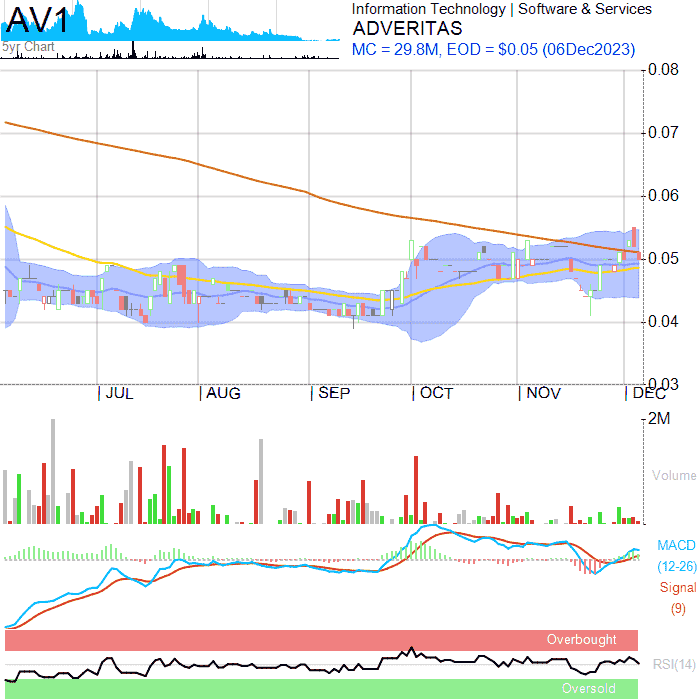 AV1
5yr Chart
Information Technology | Software & Services
ADVERITAS
MC = 29.8M, EOD = $0.05 (06Dec2023)
0.08
0.07
0.06
0.05
0.04
0.03
JUL AUG SEP OCT NOV DEC
2M
Volume
MACD
(12-26)
Signal
(9)
Overbought
RSI(14)
Oversold